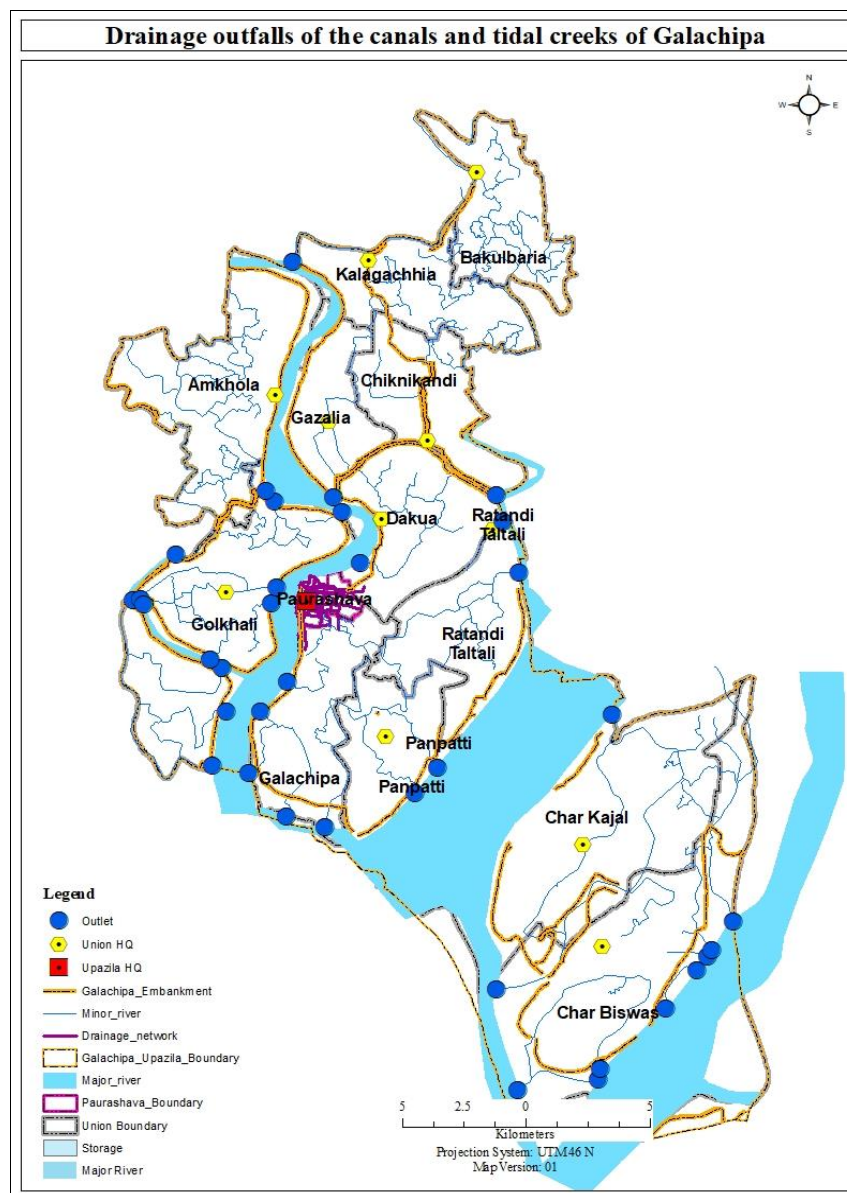 Drainage outfalls of the canals and tidal creeks of Galachipa
N
W E
S
Bakulbaria
Kalagachhia
Amkhola
Chiknikandi
Gazalia
Dakua
Ratandi
Taltali
Paurashava
Golkhali
Ratandi
Taltali
Panpatti
Galachipa
Panpatti
Char Kajal
Char Biswas
Legend
Outlet
Union HQ
Upazila HQ
Galachipa_Embankment
Minor_river
Drainage_network
Galachipa_Upazila_Boundary
Major_river
Paurashava_Boundary
Union Boundary
Storage
Major River
5 2.5 0 5
Kilometers
Projection System: UTM 46 N
Map Version: 01